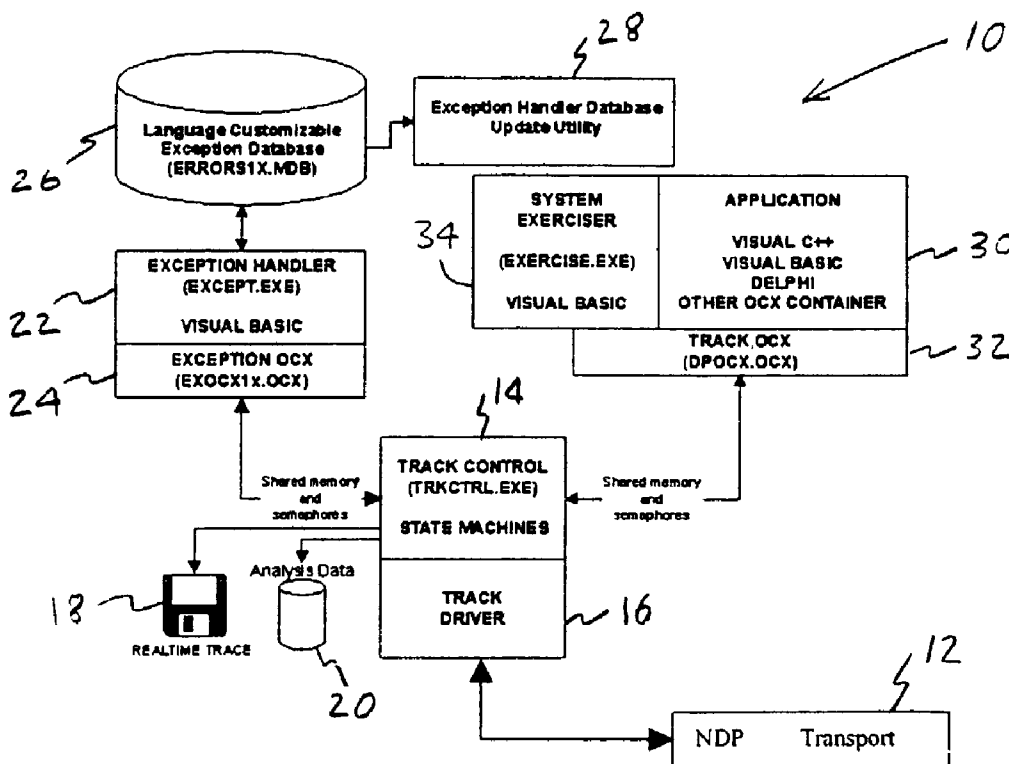 28
10
Language Customizable
Exception Database
(ERRORS1X.MDB)
26
Exception Handler Database
Update Utility
SYSTEM
EXERCISER
(EXERCISE.EXE)
VISUAL BASIC
34
APPLICATION
VISUAL C++
VISUAL BASIC
DELPHI
OTHER OCX CONTAINER
30
TRACK.OCX
(DPOCX.OCX)
32
EXCEPTION HANDLER
(EXCEPT.EXE)
VISUAL BASIC
22
EXCEPTION OCX
(EXOCX1x.OCX)
24
14
TRACK CONTROL
(TRKCTRL.EXE)
STATE MACHINES
Shared memory
and
semaphores
Shared memory
and
semaphores
Analysis Data
18
REALTIME TRACE
20
TRACK
DRIVER
16
12
NDP Transport